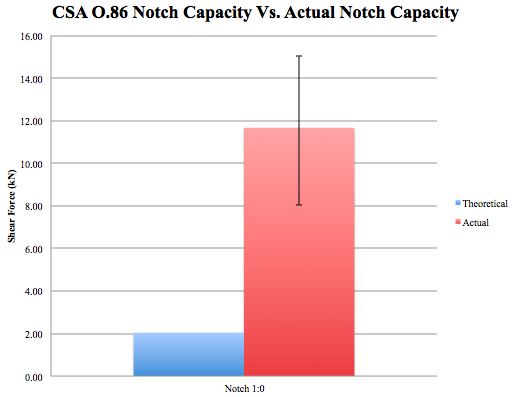 CSA O.86 Notch Capacity Vs. Actual Notch Capacity
16.00
14.00
12.00
10.00
8.00
6.00
4.00
2.00
0.00
Shear Force (kN)
Notch 1:0
Theoretical
Actual